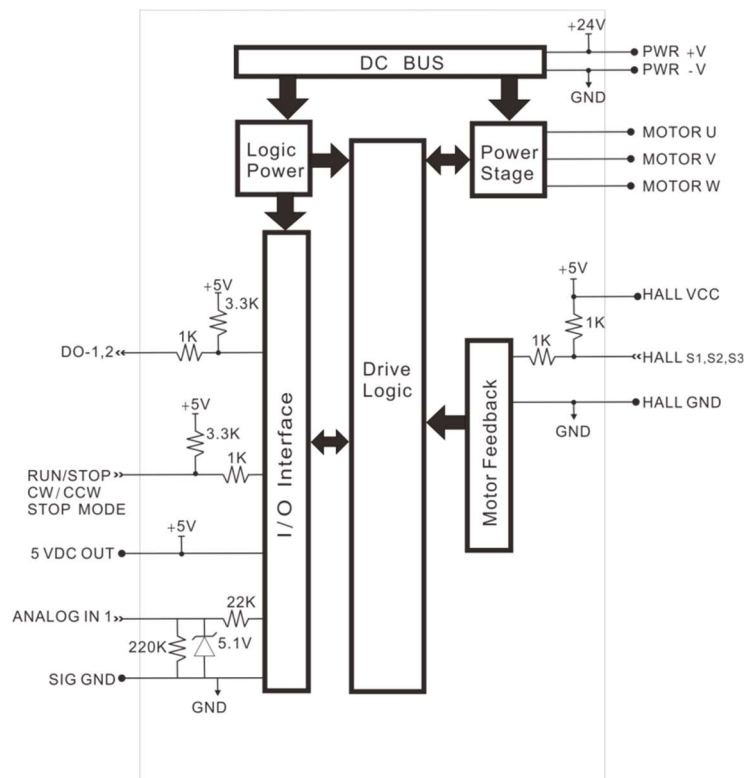 +24V
DC BUS
PWR +V
PWR -V
GND
Logic
Power
Power
Stage
MOTOR U
MOTOR V
MOTOR W
+5V
3.3K
1K
DO-1,2
+5V
3.3K
1K
RUN/STOP
CW/CCW
STOP MODE
+5V
5 VDC OUT
ANALOG IN 1
22K
220K
5.1V
SIG GND
GND
I/O Interface
Drive
Logic
Motor Feedback
+5V
HALL VCC
1K
1K
HALL S1,S2,S3
HALL GND
GND